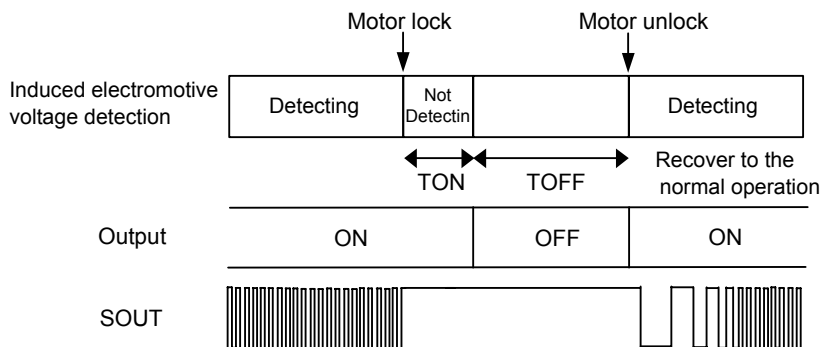 Motor lock
Motor unlock
Induced electromotive
voltage detection
Detecting
Not
Detectin
Detecting
TON
TOFF
Recover to the
normal operation
Output
ON
OFF
ON
SOUT